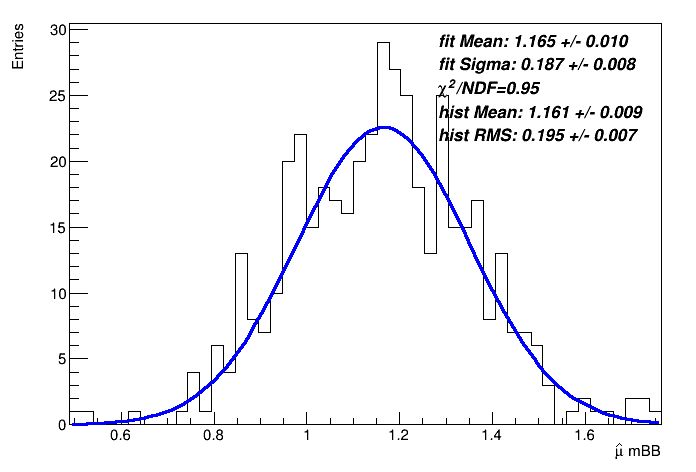 Entries
30
25
20
15
10
5
0
fit Mean: 1.165 +/- 0.010
fit Sigma: 0.187 +/- 0.008
χ²/NDF=0.95
hist Mean: 1.161 +/- 0.009
hist RMS: 0.195 +/- 0.007
0.6 0.8 1 1.2 1.4 1.6
μ̂ mBB